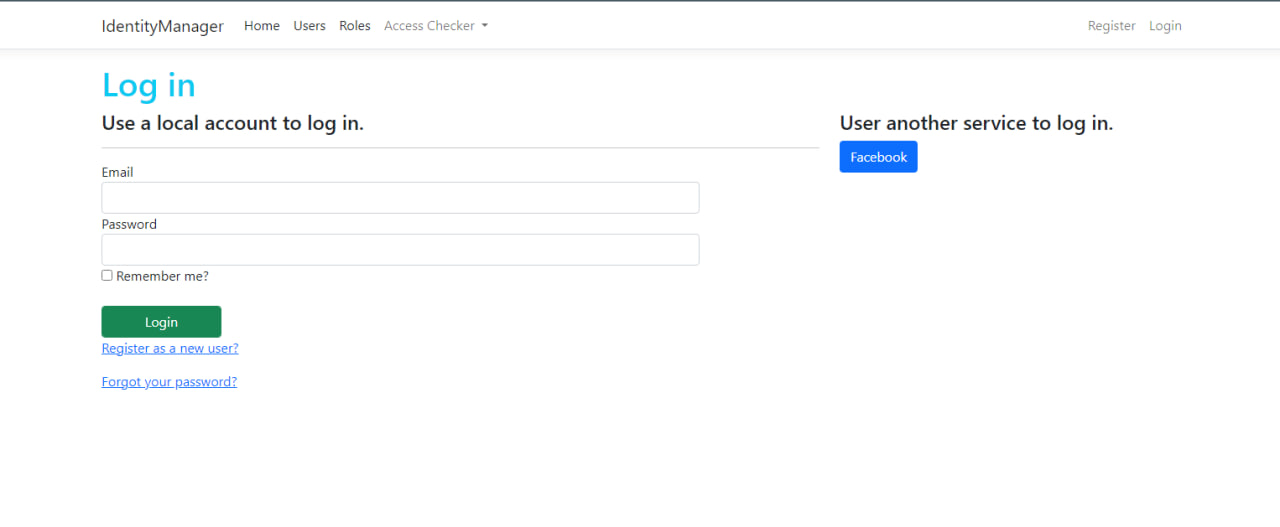 IdentityManager Home Users Roles Access Checker Register Login
Log in
Use a local account to log in.
Email
Password
Remember me?
Login
Register as a new user?
Forgot your password?
User another service to log in.
Facebook